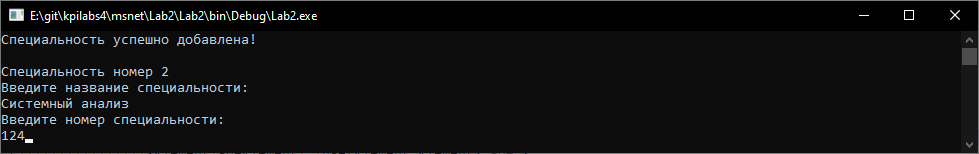 E:\git\kpilabs4\msnet\Lab2\Lab2\bin\Debug\Lab2.exe
Специальность успешно добавлена!
Специальность номер 2
Введите название специальности:
Системный анализ
Введите номер специальности:
124